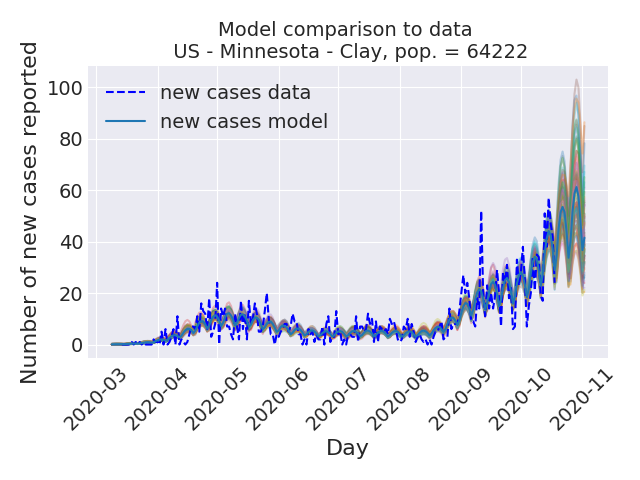 Model comparison to data
US - Minnesota - Clay, pop. = 64222
new cases data
new cases model
Number of new cases reported
100
80
60
40
20
0
2020-03
2020-04
2020-05
2020-06
2020-07
2020-08
2020-09
2020-10
2020-11
Day